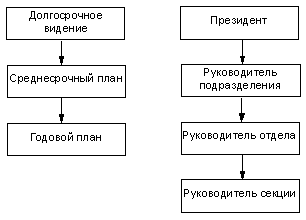 Долгосрочное
видение
Среднесрочный план
Годовой план
Президент
Руководитель
подразделения
Руководитель отдела
Руководитель секции